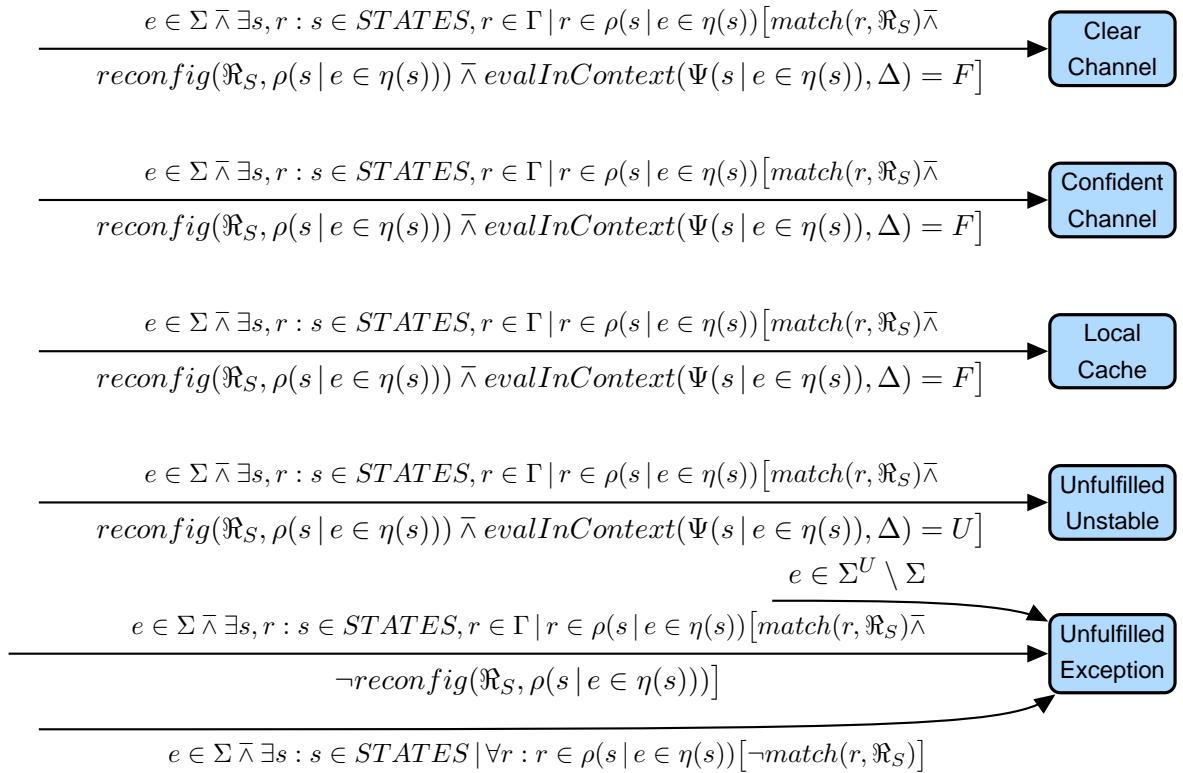 e ∈ Σ ⊼ ∃s, r : s ∈ STATES, r ∈ Γ | r ∈ ρ(s | e ∈ η(s))[match(r, ℜ_S)⊼
reconfig(ℜ_S, ρ(s | e ∈ η(s))) ⊼ evalInContext(Ψ(s | e ∈ η(s)), Δ) = F]
Clear
Channel
e ∈ Σ ⊼ ∃s, r : s ∈ STATES, r ∈ Γ | r ∈ ρ(s | e ∈ η(s))[match(r, ℜ_S)⊼
reconfig(ℜ_S, ρ(s | e ∈ η(s))) ⊼ evalInContext(Ψ(s | e ∈ η(s)), Δ) = F]
Confident
Channel
e ∈ Σ ⊼ ∃s, r : s ∈ STATES, r ∈ Γ | r ∈ ρ(s | e ∈ η(s))[match(r, ℜ_S)⊼
reconfig(ℜ_S, ρ(s | e ∈ η(s))) ⊼ evalInContext(Ψ(s | e ∈ η(s)), Δ) = F]
Local
Cache
e ∈ Σ ⊼ ∃s, r : s ∈ STATES, r ∈ Γ | r ∈ ρ(s | e ∈ η(s))[match(r, ℜ_S)⊼
reconfig(ℜ_S, ρ(s | e ∈ η(s))) ⊼ evalInContext(Ψ(s | e ∈ η(s)), Δ) = U]
Unfulfilled
Unstable
e ∈ Σ^U \ Σ
e ∈ Σ ⊼ ∃s, r : s ∈ STATES, r ∈ Γ | r ∈ ρ(s | e ∈ η(s))[match(r, ℜ_S)⊼
¬reconfig(ℜ_S, ρ(s | e ∈ η(s)))]
Unfulfilled
Exception
e ∈ Σ ⊼ ∃s : s ∈ STATES | ∀r : r ∈ ρ(s | e ∈ η(s))[¬match(r, ℜ_S)]